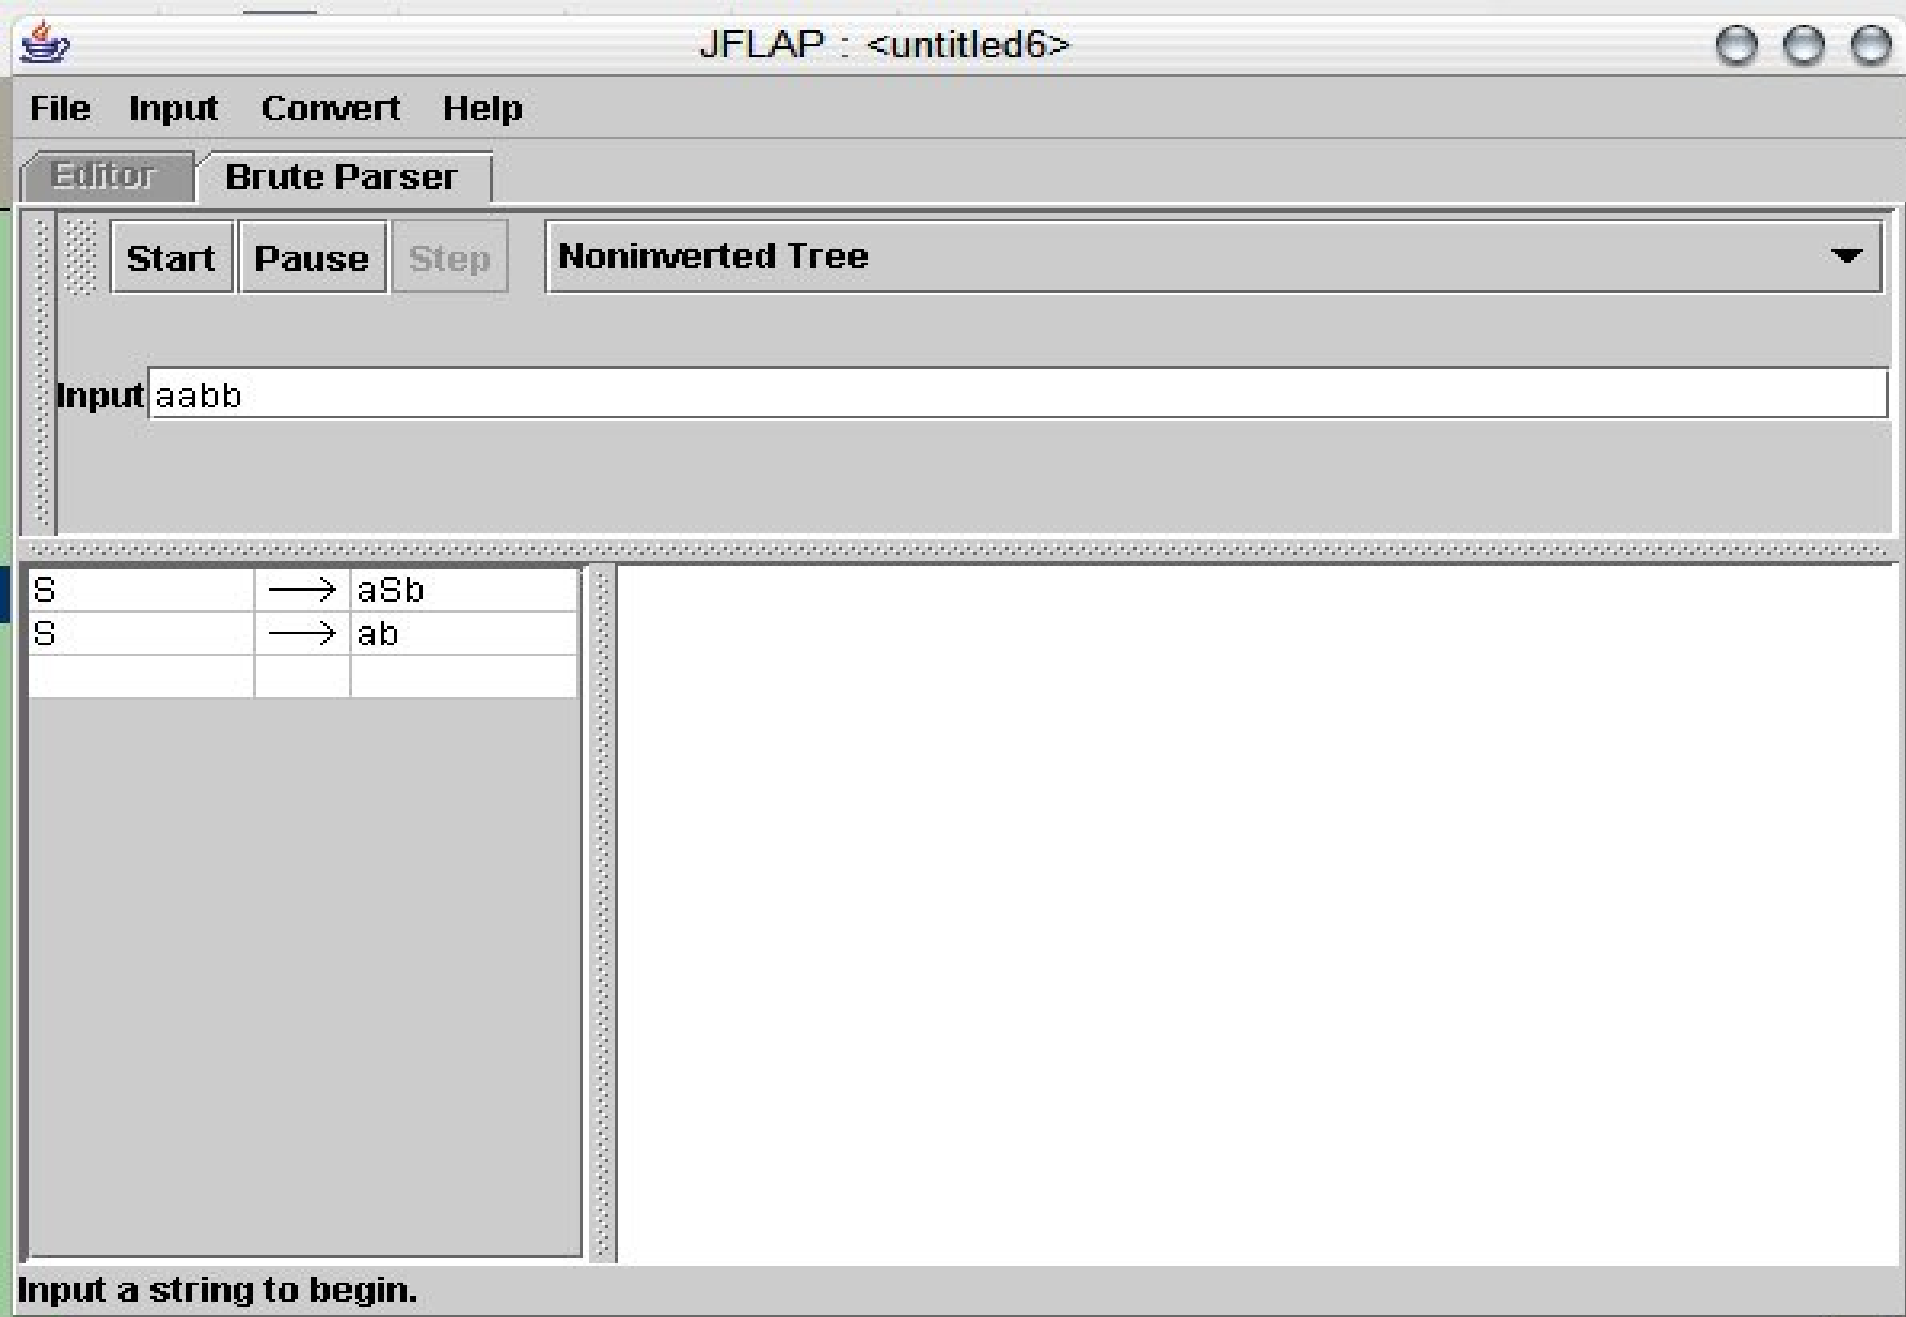 JFLAP : <untitled6>
File Input Convert Help
Editor Brute Parser
Start Pause Step Noninverted Tree
Input aabb
S → aSb
S → ab
Input a string to begin.